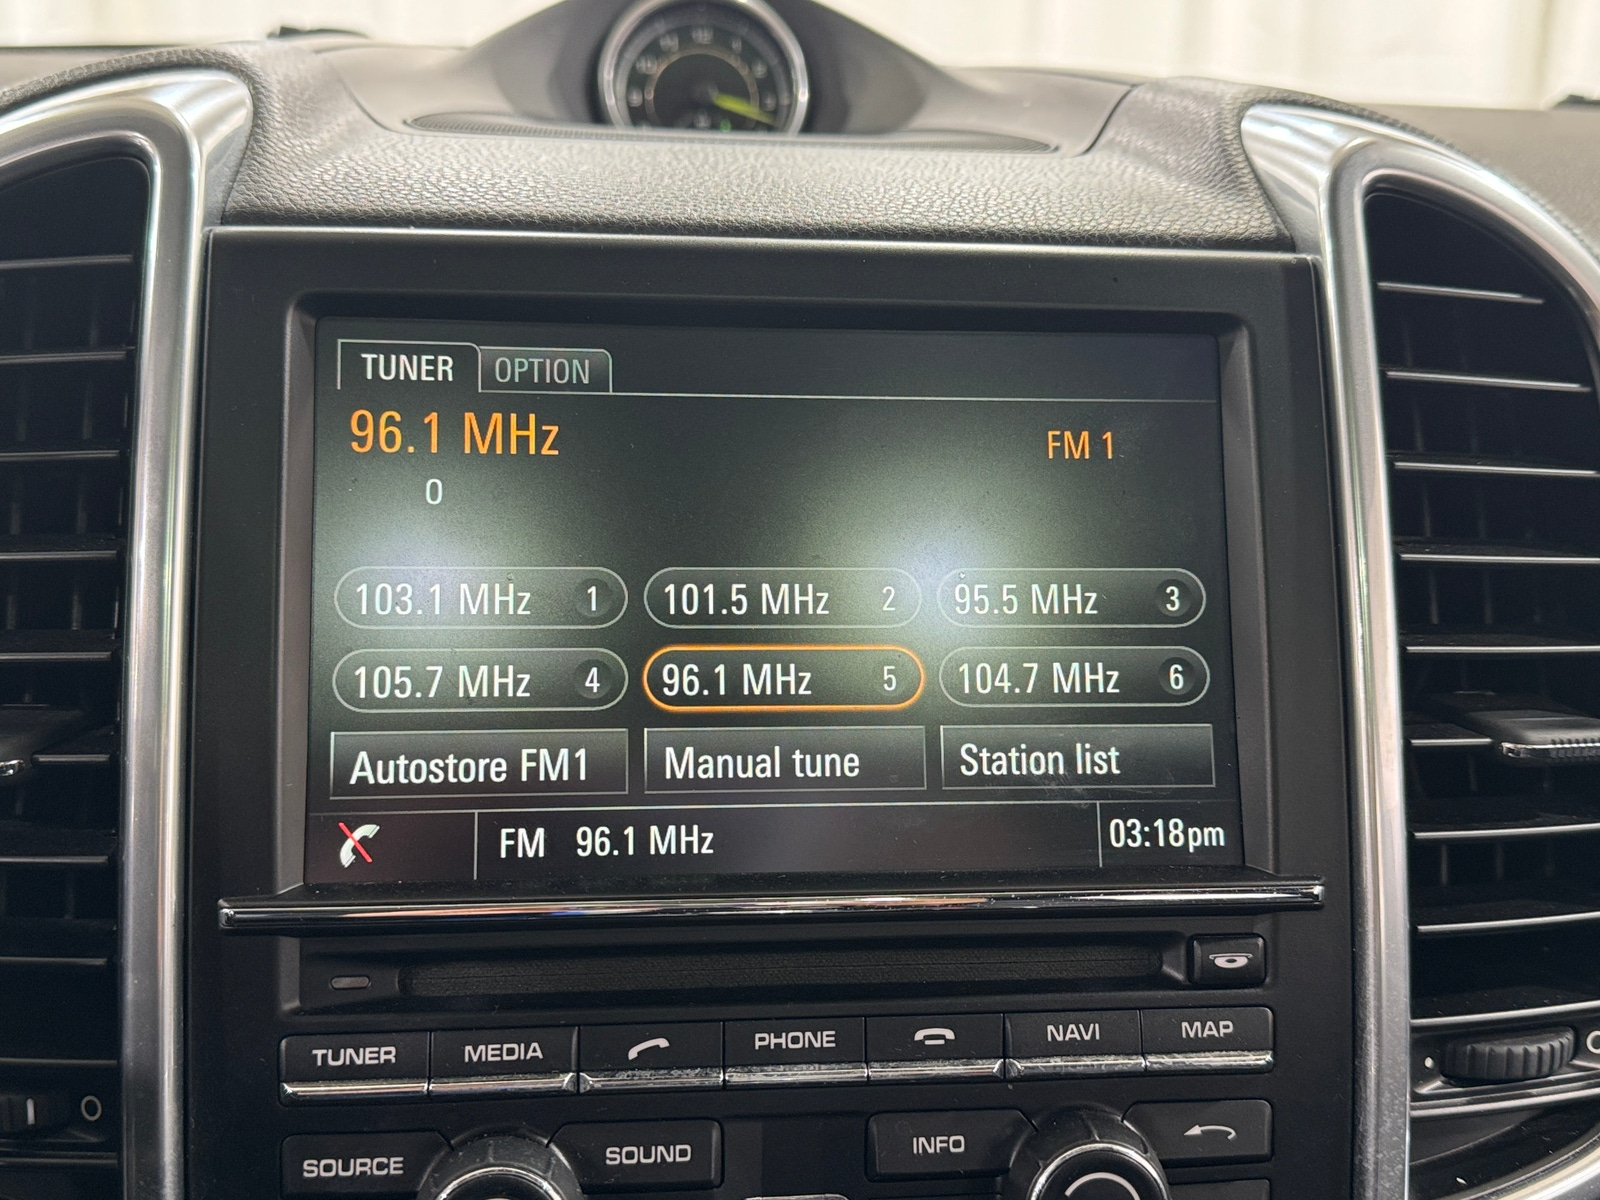 TUNER OPTION
96.1 MHz FM 1
0
103.1 MHz 1 101.5 MHz 2 95.5 MHz 3
105.7 MHz 4 96.1 MHz 5 104.7 MHz 6
Autostore FM1 Manual tune Station list
FM 96.1 MHz 03:18pm
TUNER MEDIA PHONE NAVI MAP
SOURCE SOUND INFO